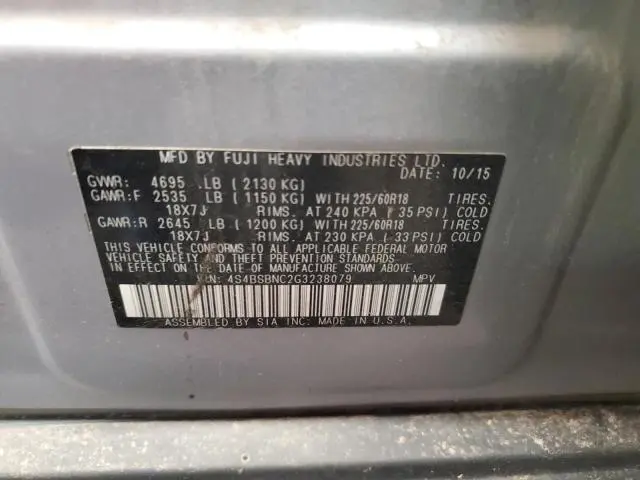 MFD BY FUJI HEAVY INDUSTRIES LTD.
DATE: 10/15
GVWR: 4695 LB ( 2130 KG)
GAWR:F 2535 LB ( 1150 KG) WITH 225/60R18 TIRES.
18X7J RIMS. AT 240 KPA ( 35 PSI) COLD
GAWR:R 2645 LB ( 1200 KG) WITH 225/60R18 TIRES.
18X7J RIMS. AT 230 KPA ( 33 PSI) COLD
THIS VEHICLE CONFORMS TO ALL APPLICABLE FEDERAL MOTOR
VEHICLE SAFETY AND THEFT PREVENTION STANDARDS
IN EFFECT ON THE DATE OF MANUFACTURE SHOWN ABOVE.
VIN: 4S4BSBNC2G3238079 MPV
ASSEMBLED BY SIA INC: MADE IN U.S.A.